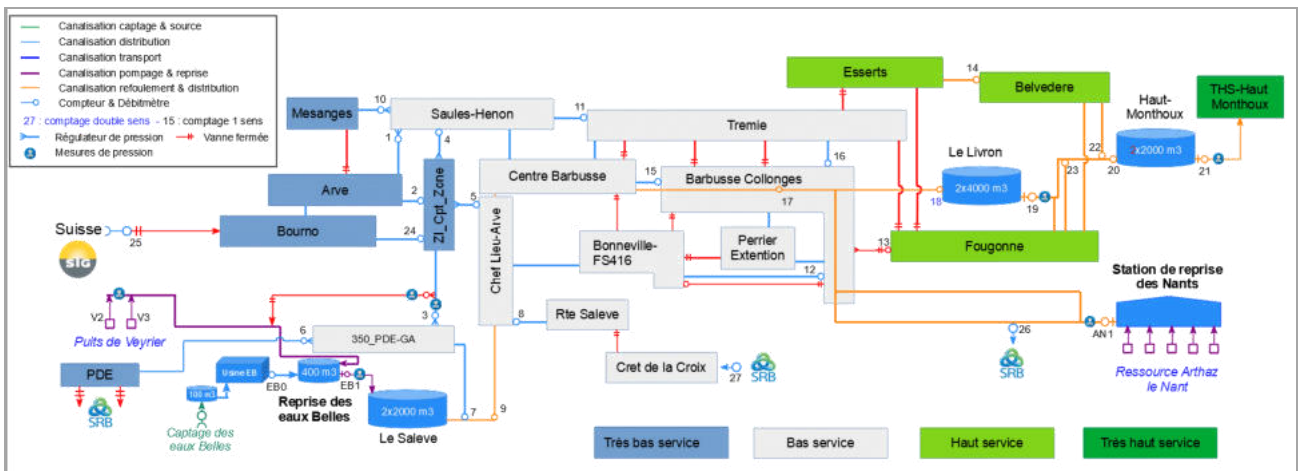 Canalisation captage & source
Canalisation distribution
Canalisation transport
Canalisation pompage & reprise
Canalisation refoulement & distribution
Compteur & Débitmètre
27 : comptage double sens - 15 : comptage 1 sens
Régulateur de pression
Vanne fermée
Mesures de pression
Mesanges
10
Saules-Henon
11
1
4
Tremie
Esserts
14
Belvedere
Haut-
Monthoux
THS-Haut
Monthoux
2x2000 m3
22
23
20
21
Le Livron
2x4000 m3
18
19
16
Arve
2
ZI_Cpt_Zone
5
Centre Barbusse
15
Barbusse Collonges
17
Suisse
25
SIG
Bourno
24
Chef Lieu-Arve
Bonneville-
FS416
Perrier
Extention
12
13
Fougonne
Station de reprise
des Nants
AN1
26
SRB
Ressource Arthaz
le Nant
V2
V3
Puits de Veyrier
3
6
350_PDE-GA
8
Rte Saleve
Cret de la Croix
27
SRB
PDE
SRB
Usine EB
100 m3
EB0
400 m3
EB1
Reprise des
eaux Belles
Captage des
eaux Belles
2x2000 m3
Le Saleve
7
9
Très bas service
Bas service
Haut service
Très haut service